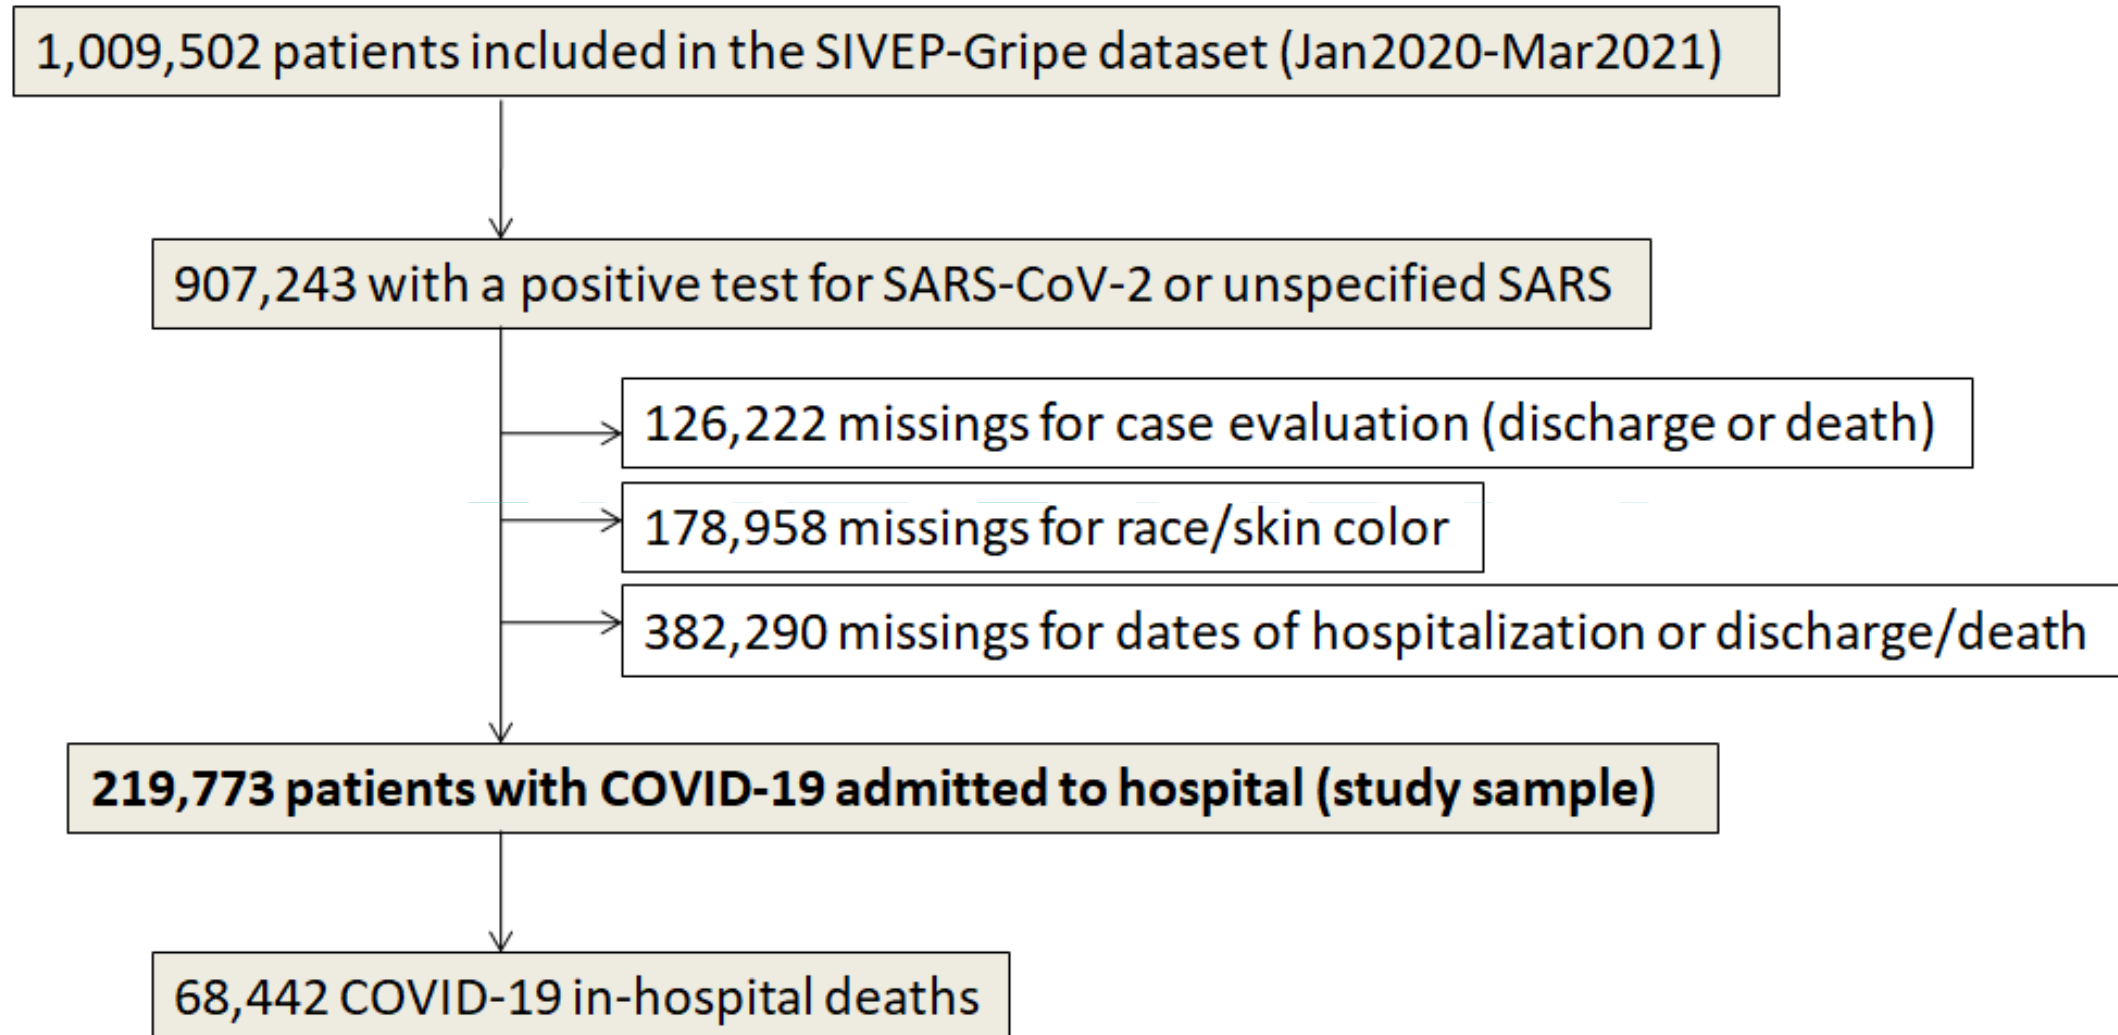 1,009,502 patients included in the SIVEP-Gripe dataset (Jan2020-Mar2021)
907,243 with a positive test for SARS-CoV-2 or unspecified SARS
126,222 missings for case evaluation (discharge or death)
178,958 missings for race/skin color
382,290 missings for dates of hospitalization or discharge/death
219,773 patients with COVID-19 admitted to hospital (study sample)
68,442 COVID-19 in-hospital deaths